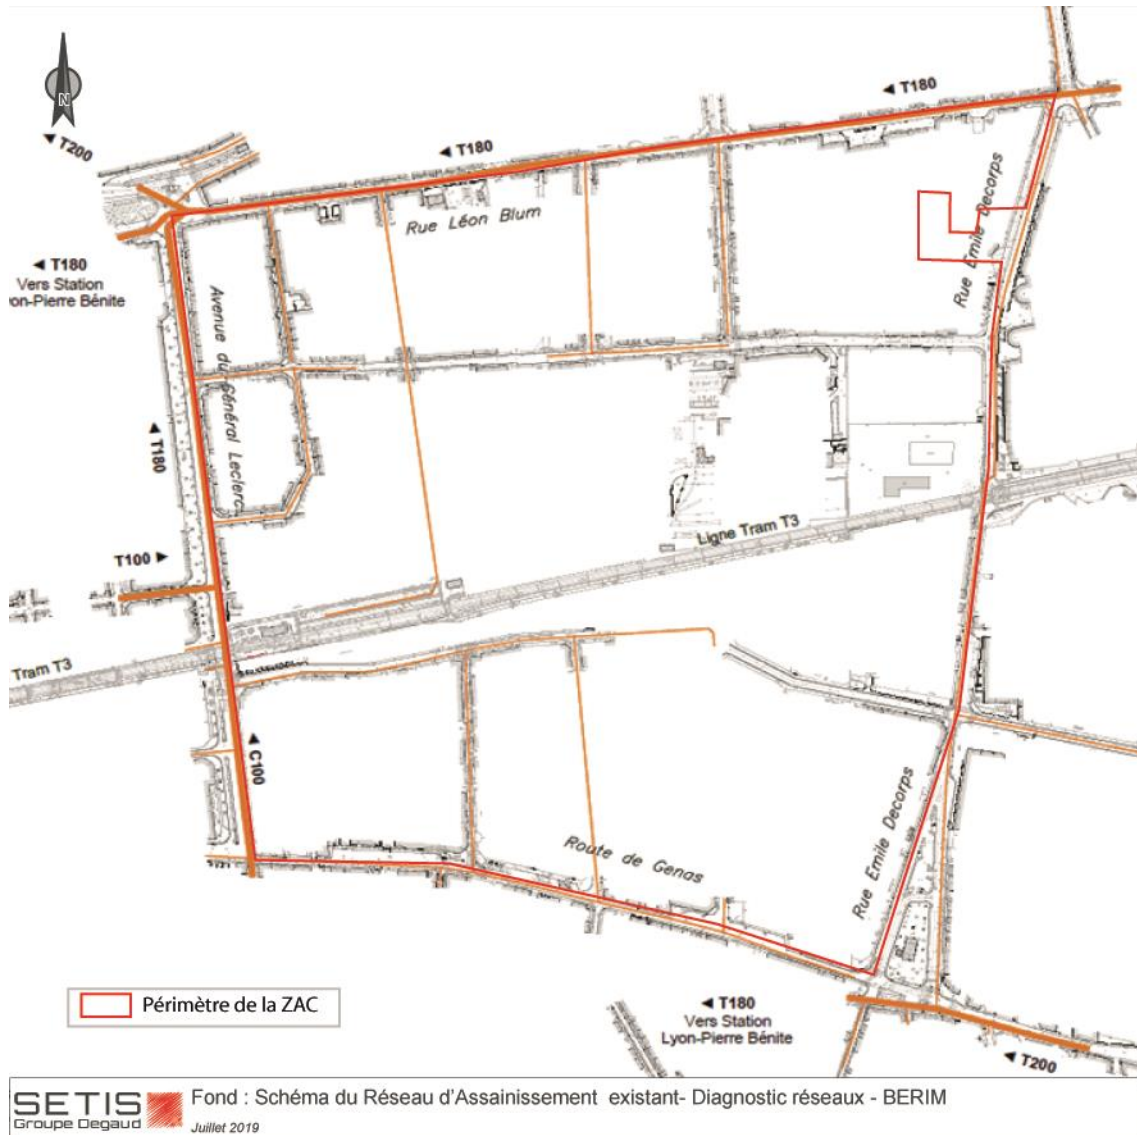 N
◄ T200
◄ T180
◄ T180
Rue Léon Blum
Rue Emile Decorps
◄ T180
Vers Station
yon-Pierre Bénite
Avenue du Général Leclerc
◄ T180
T100 ►
Ligne Tram T3
Tram T3
◄ C100
Route de Genas
Rue Emile Decorps
Périmètre de la ZAC
◄ T180
Vers Station
Lyon-Pierre Bénite
◄ T200
SETIS
Groupe Degaud
Fond : Schéma du Réseau d'Assainissement existant- Diagnostic réseaux - BERIM
Juillet 2019